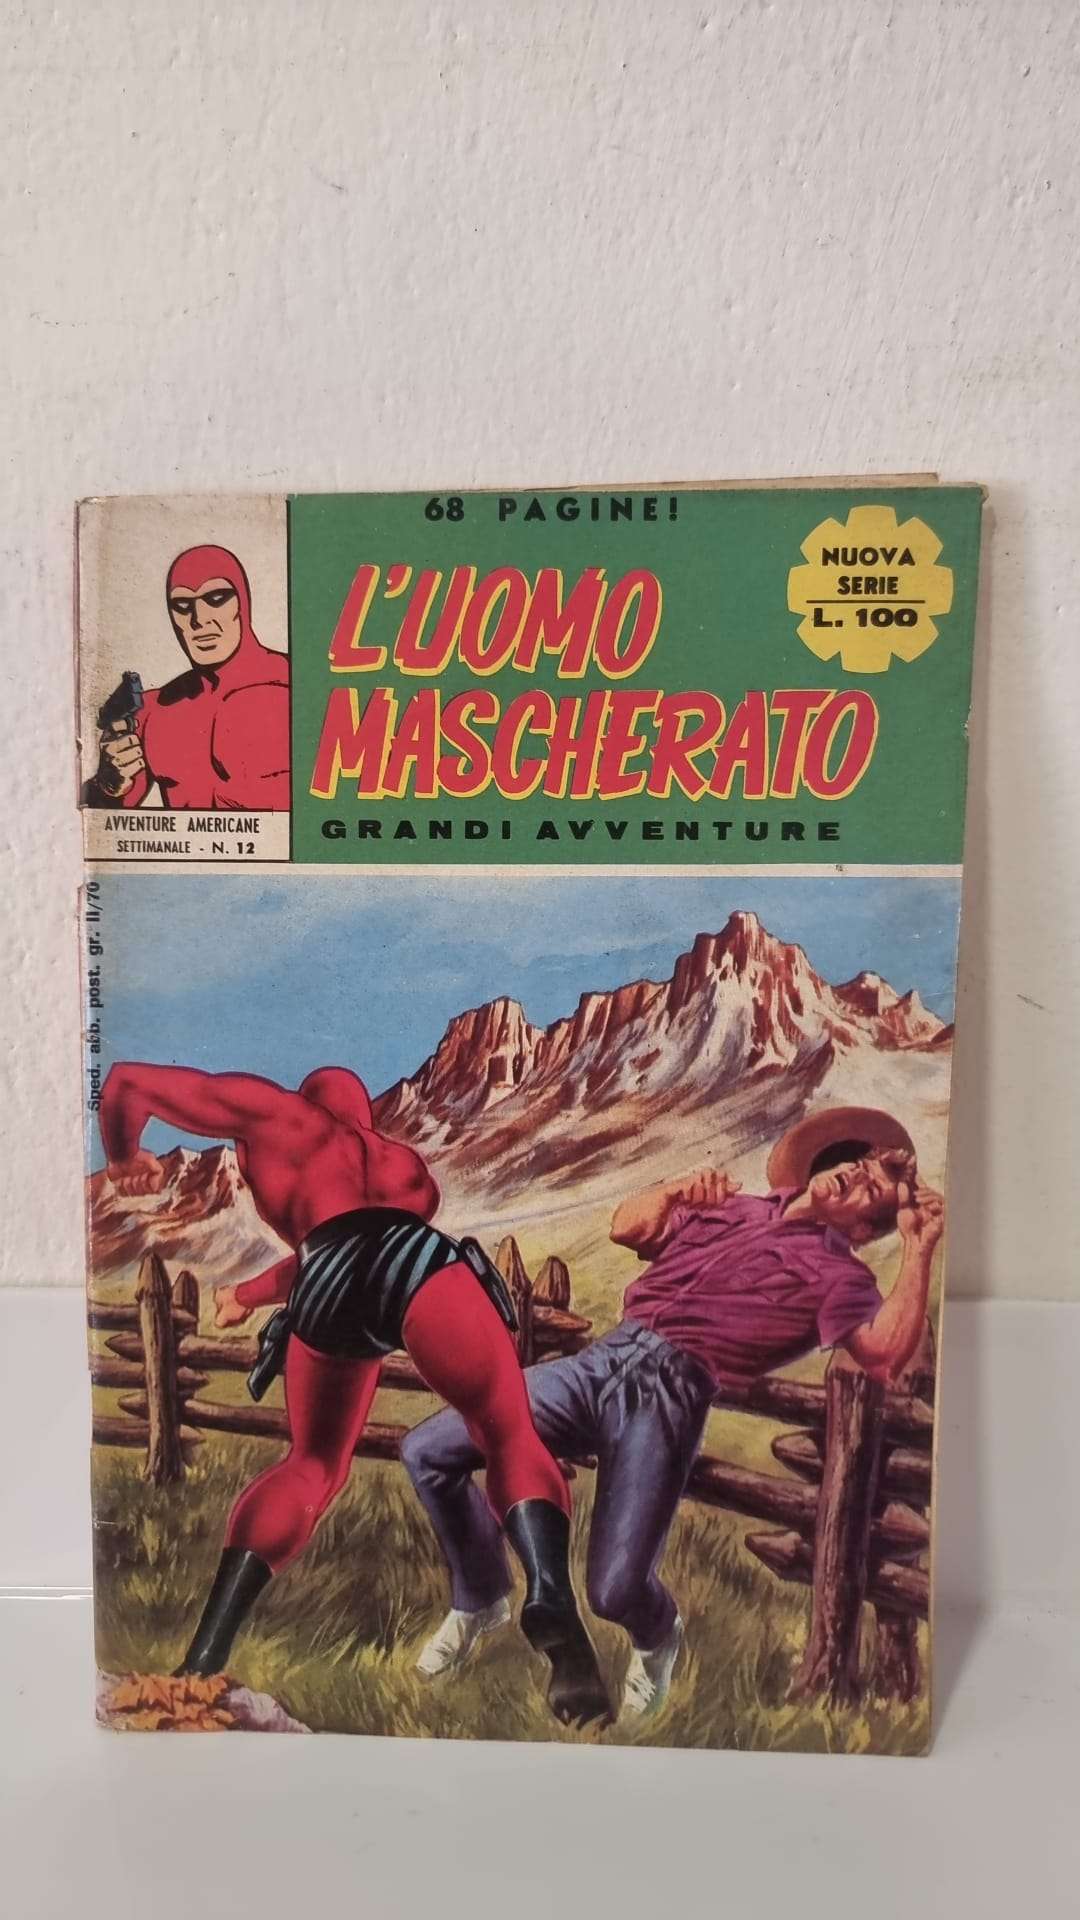 68 PAGINE!
L'UOMO
MASCHERATO
GRANDI AVVENTURE
NUOVA
SERIE
L. 100
AVVENTURE AMERICANE
SETTIMANALE - N. 12
Sped. abb. post. gr. II/70